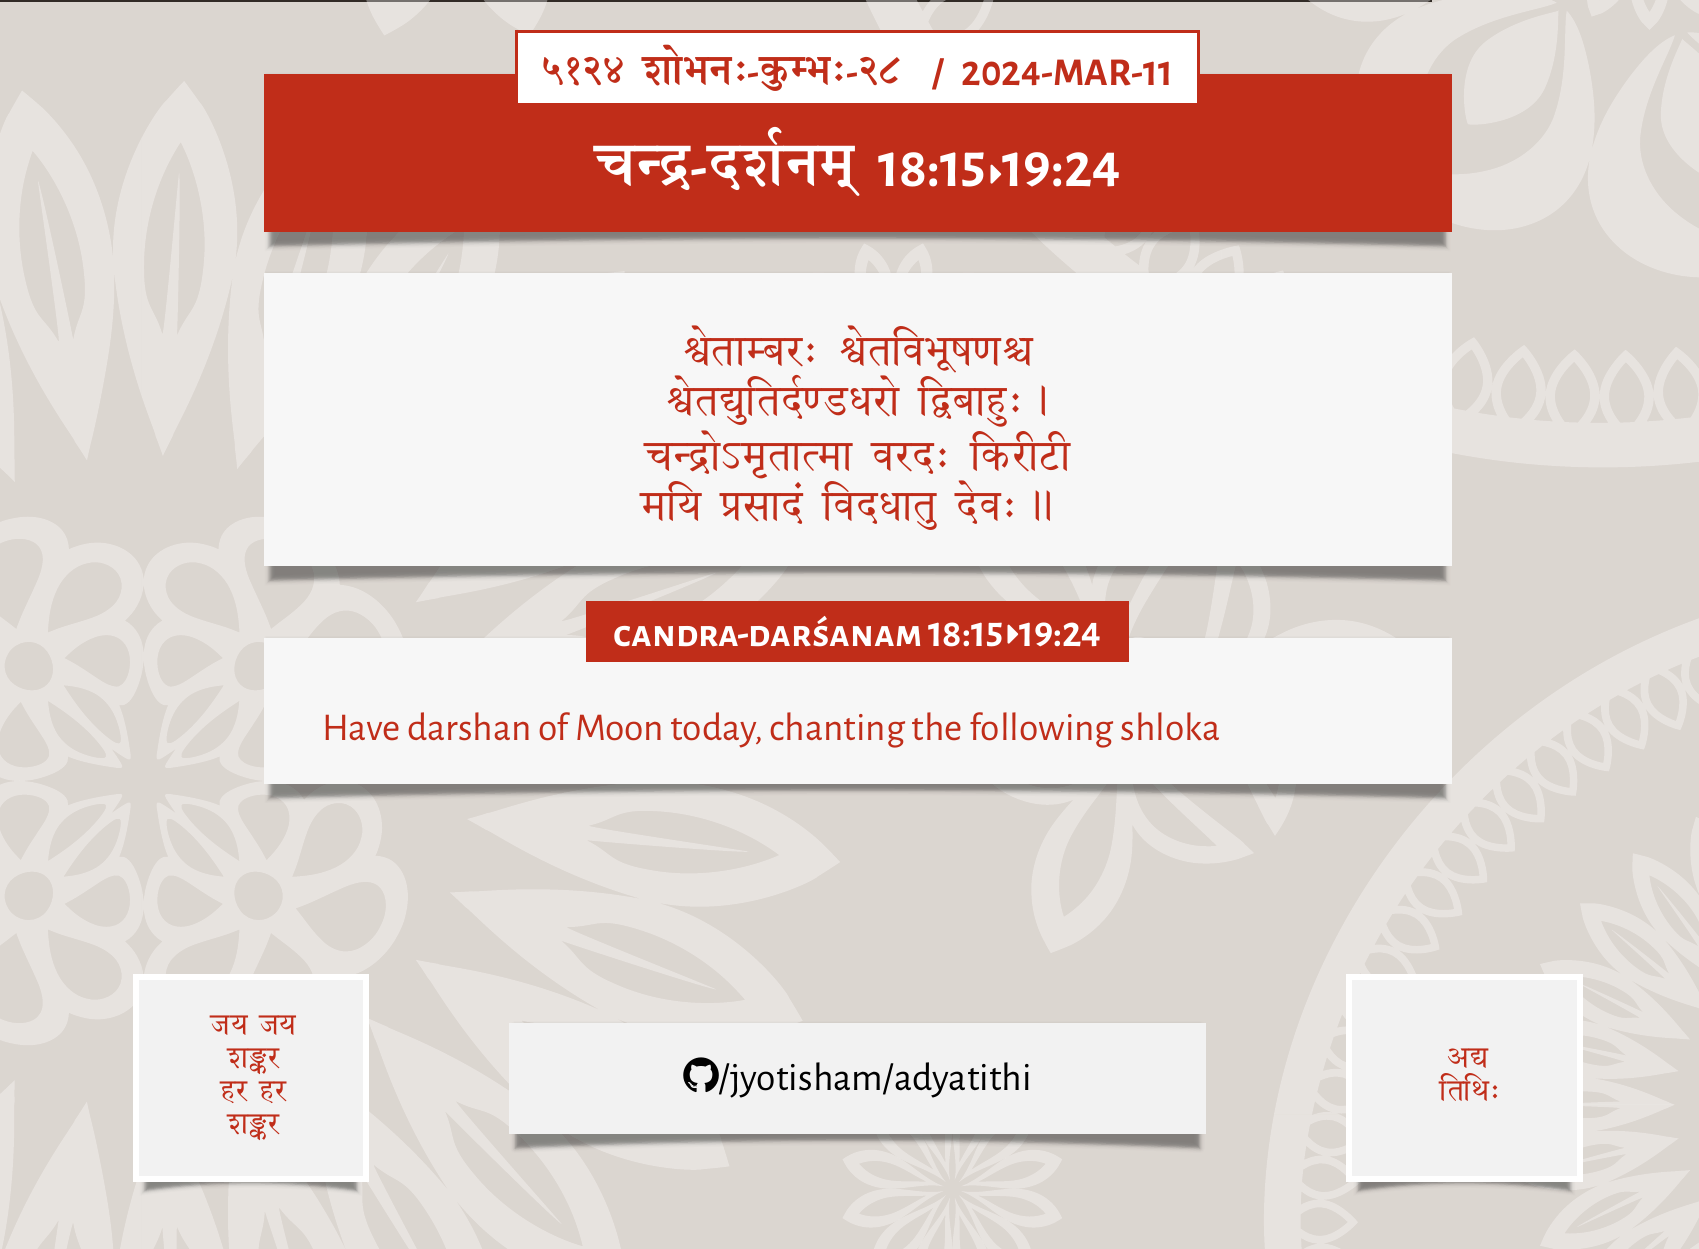 ५१२४ शोभनः-कुम्भः-२८ / 2024-MAR-11
चन्द्र-दर्शनम् 18:15▸19:24
श्वेताम्बरः श्वेतविभूषणश्च
श्वेतद्युतिर्दण्डधरो द्विबाहुः।
चन्द्रोऽमृतात्मा वरदः किरीटी
मयि प्रसादं विदधातु देवः॥
CANDRA-DARŚANAM 18:15▸19:24
Have darshan of Moon today, chanting the following shloka
जय जय
शङ्कर
हर हर
शङ्कर
/jyotisham/adyatithi
अद्य
तिथिः